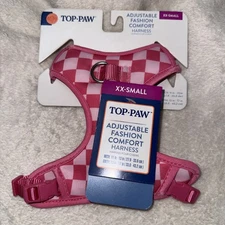 TOP·PAW
ADJUSTABLE
FASHION
COMFORT
HARNESS
XX-SMALL
XX-SMALL
TOP·PAW
ADJUSTABLE
FASHION
COMFORT
HARNESS